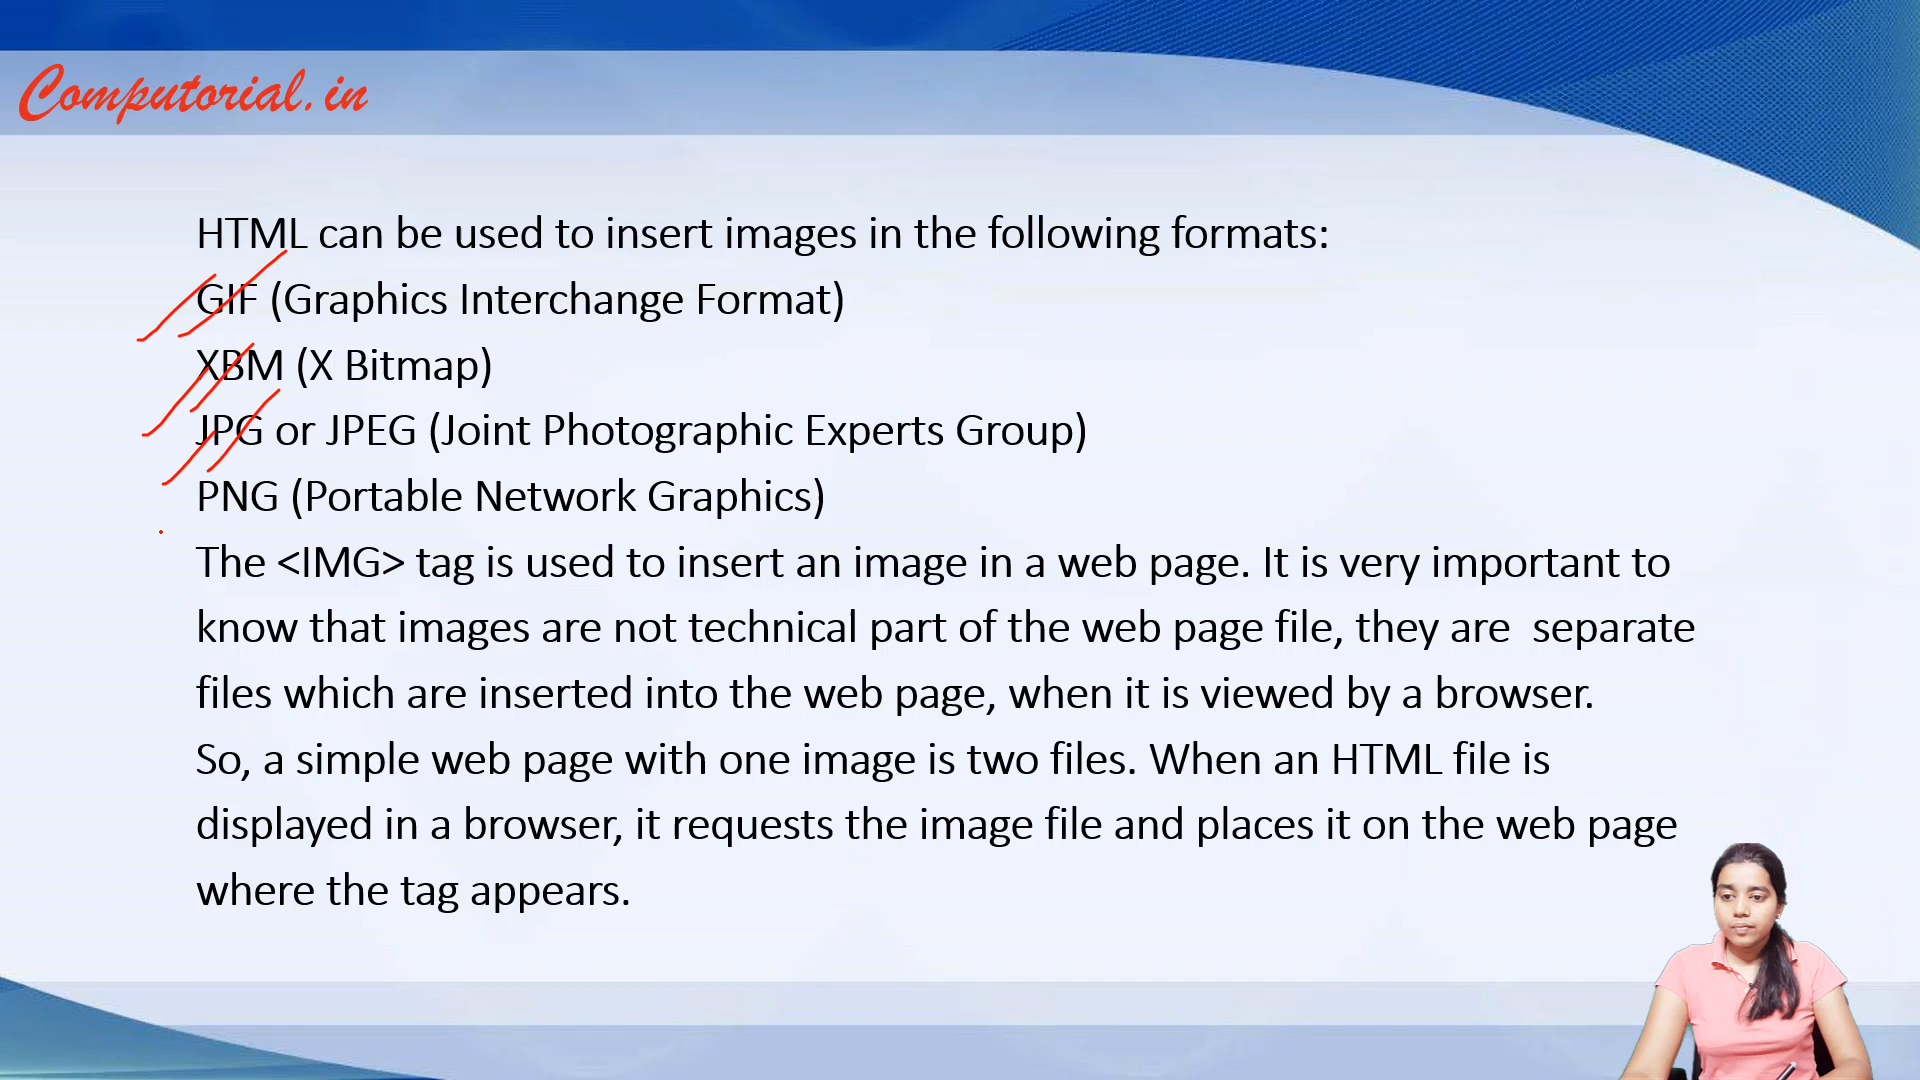 Computorial.in
HTML can be used to insert images in the following formats:
GIF (Graphics Interchange Format)
XBM (X Bitmap)
JPG or JPEG (Joint Photographic Experts Group)
PNG (Portable Network Graphics)
The <IMG> tag is used to insert an image in a web page. It is very important to
know that images are not technical part of the web page file, they are  separate
files which are inserted into the web page, when it is viewed by a browser.
So, a simple web page with one image is two files. When an HTML file is
displayed in a browser, it requests the image file and places it on the web page
where the tag appears.